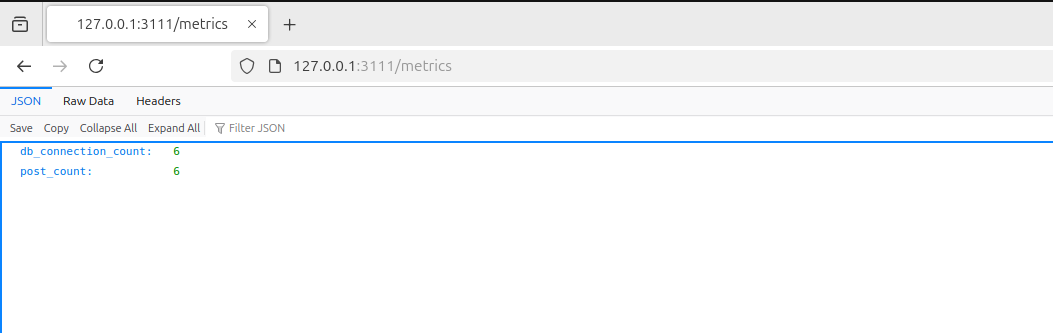 127.0.0.1:3111/metrics
127.0.0.1:3111/metrics
JSON Raw Data Headers
Save Copy Collapse All Expand All Filter JSON
db_connection_count: 6
post_count: 6